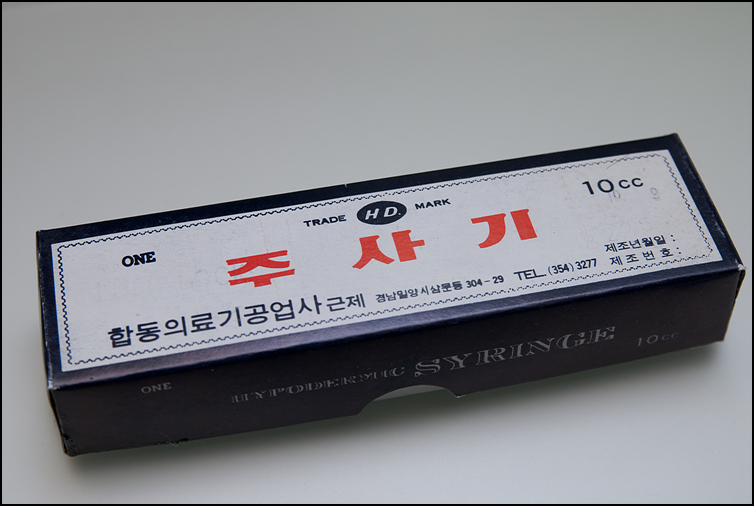 TRADE HD. MARK
10cc
ONE
주사기
제조년월일 :
제조번호 :
합동의료기공업사 근제
경남밀양시삼문동 304-29
TEL. (354) 3277
ONE
HYPODERMIC SYRINGE
10cc